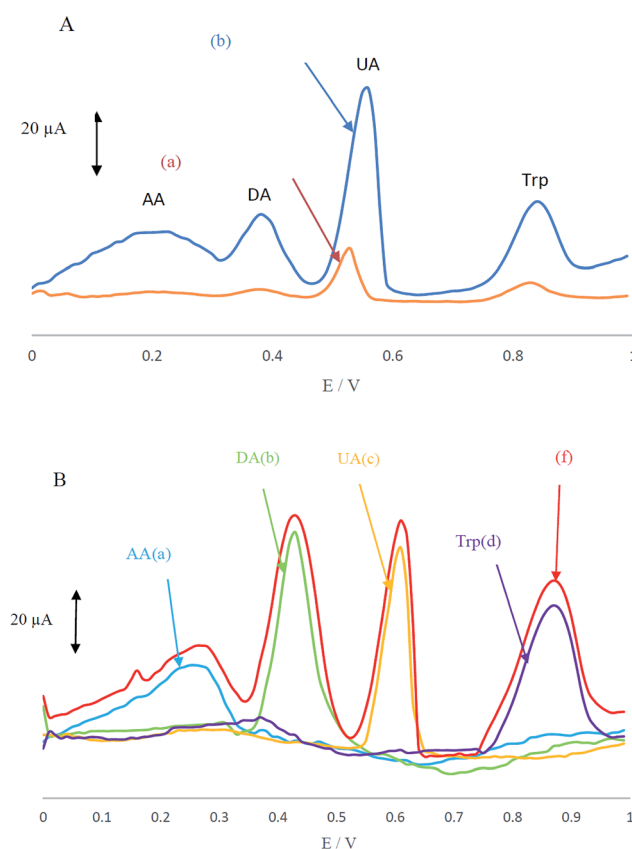 A
(b)
UA
20 µA
(a)
AA
DA
Trp
0 0.2 0.4 0.6 0.8 1
E / V
DA(b)
UA(c)
(f)
B
AA(a)
Trp(d)
20 µA
0 0.1 0.2 0.3 0.4 0.5 0.6 0.7 0.8 0.9 1
E / V